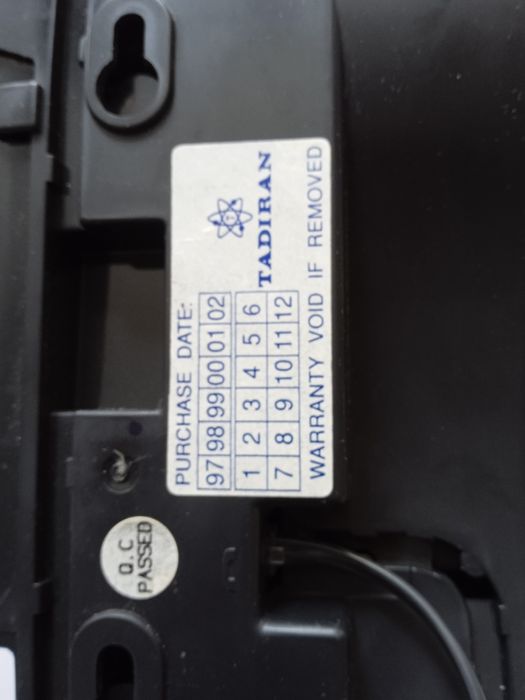 PURCHASE DATE:
97 98 99 00 01 02
1 2 3 4 5 6
7 8 9 10 11 12
TADIRAN
WARRANTY VOID IF REMOVED
Q.C
PASSED